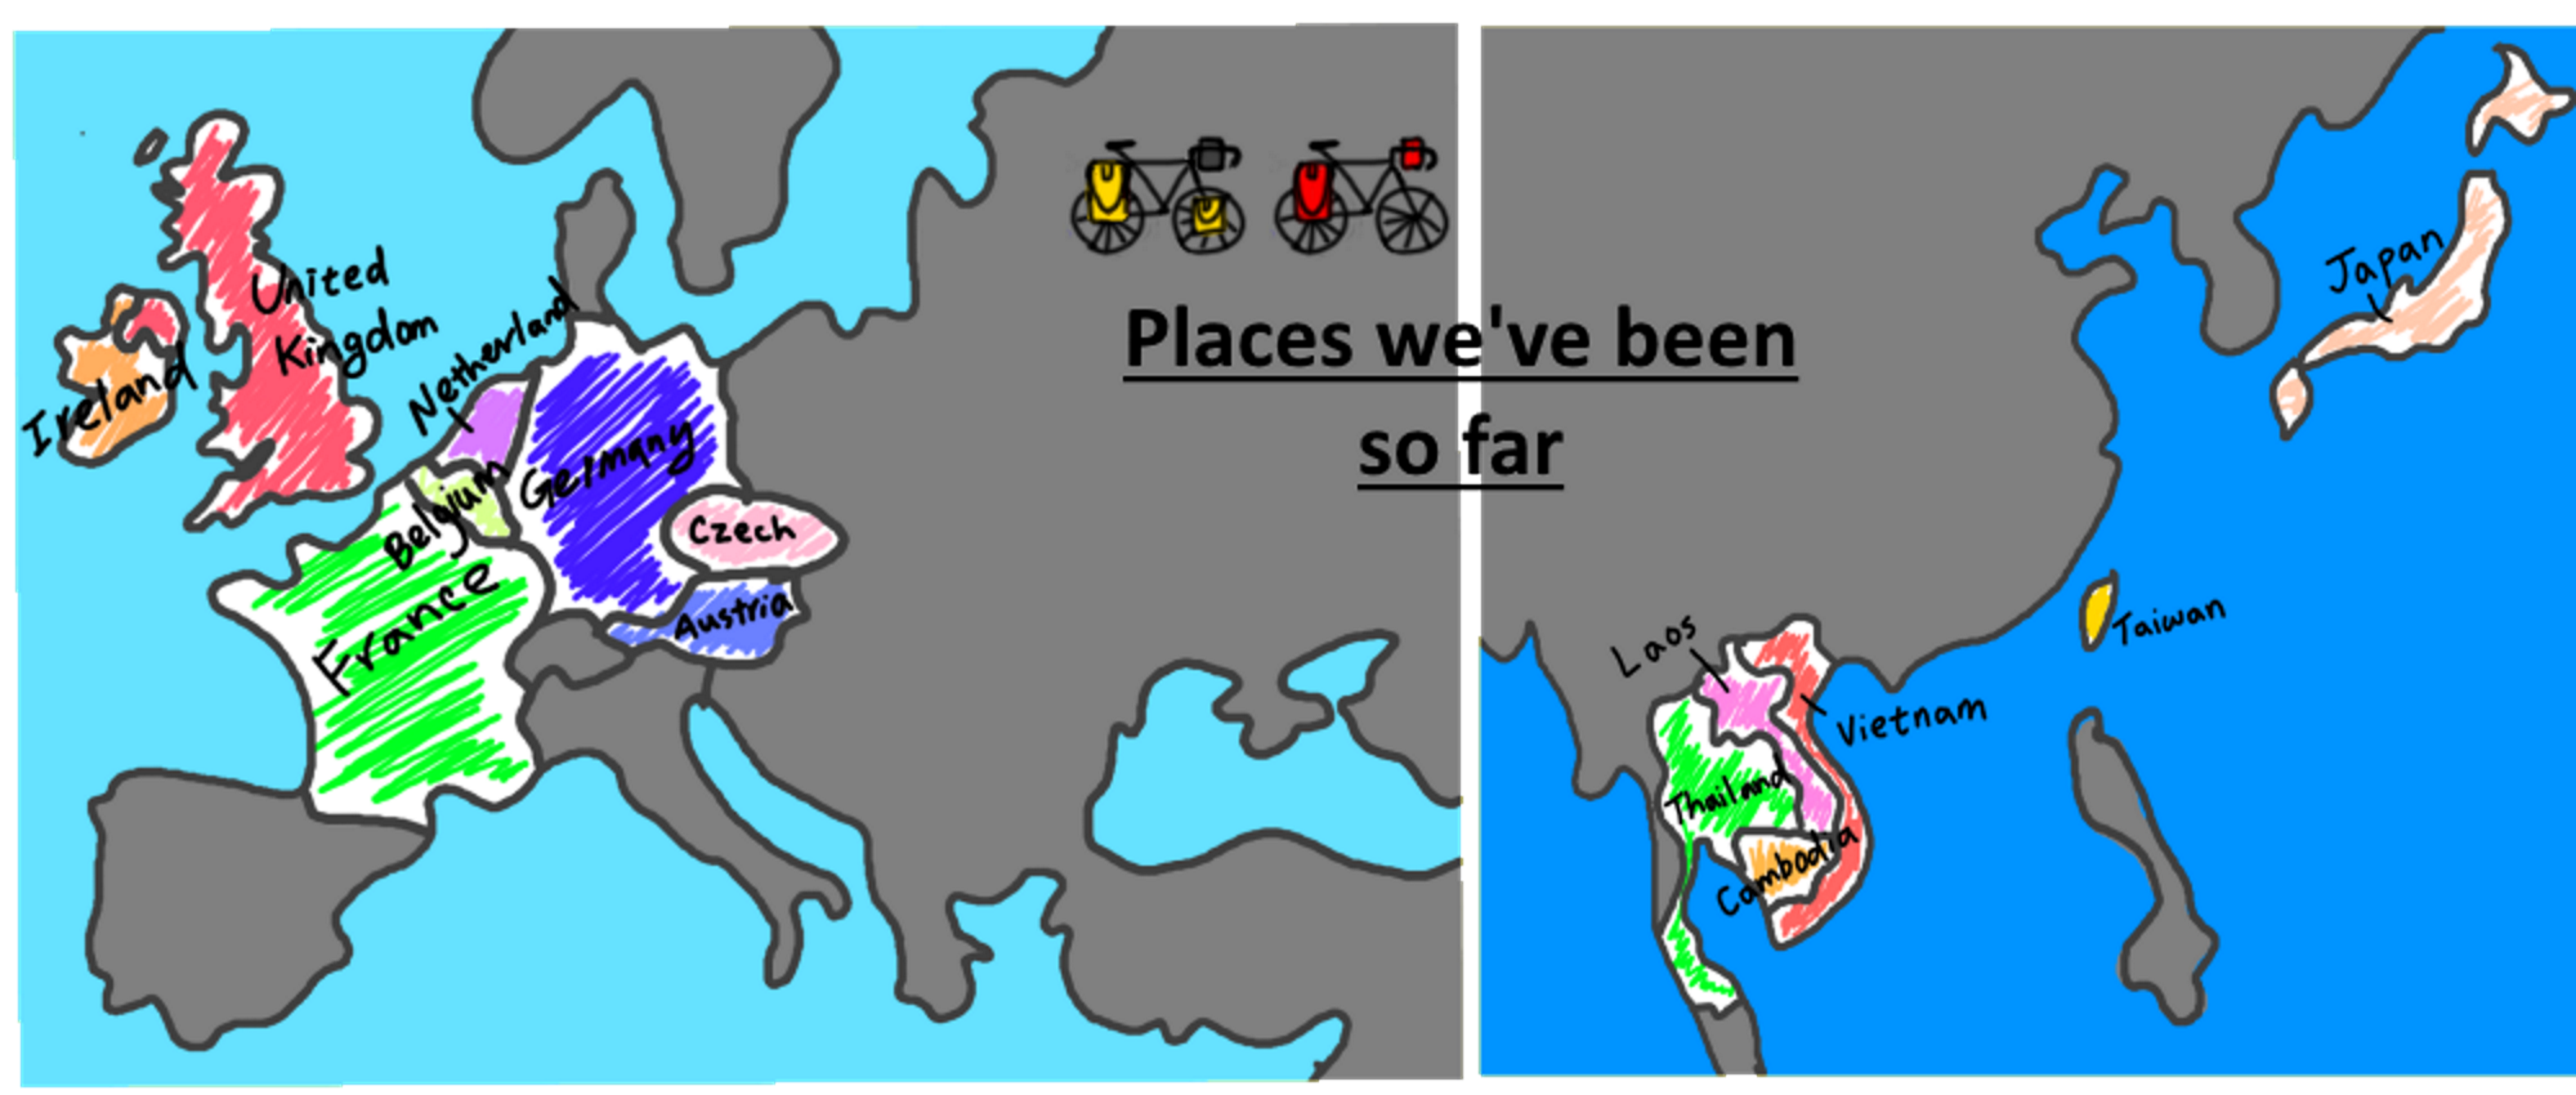 United
Kingdom
Ireland
Netherland
Belgium
Germany
Czech
Austria
France
Places we've been
so far
Japan
Taiwan
Laos
Vietnam
Thailand
Cambodia